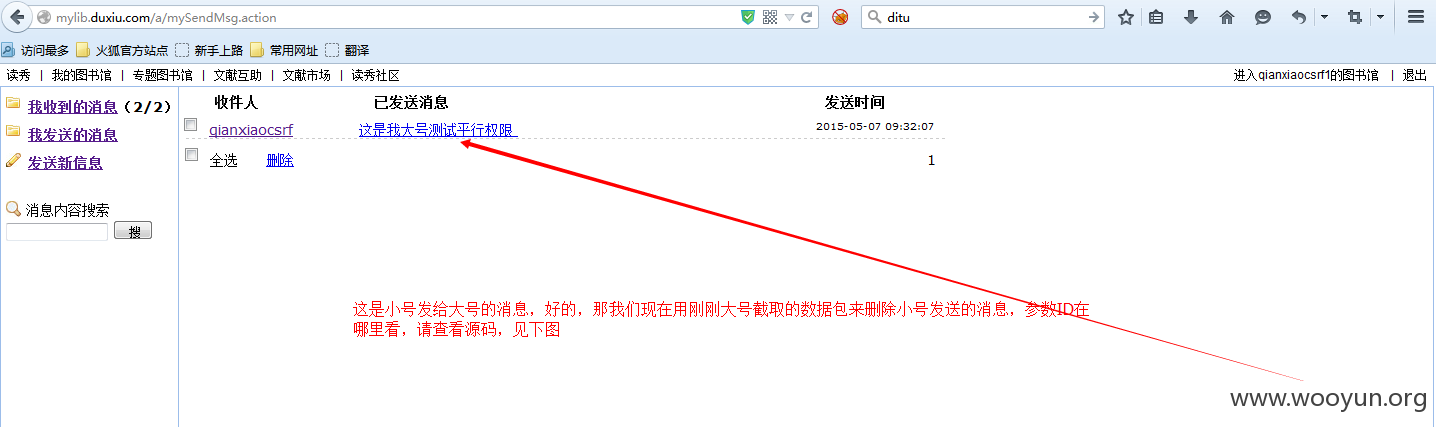 mylib.duxiu.com/a/mySendMsg.action
ditu
访问最多 火狐官方站点 新手上路 常用网址 翻译
读秀 | 我的图书馆 | 专题图书馆 | 文献互助 | 文献市场 | 读秀社区 进入qianxiaocsrf1的图书馆 | 退出
我收到的消息 (2/2)
我发送的消息
发送新信息
消息内容搜索
搜
收件人 已发送消息 发送时间
qianxiaocsrf 这是我大号测试平行权限 2015-05-07 09:32:07
全选 删除 1
这是小号发给大号的消息，好的，那我们现在用刚刚大号截取的数据包来删除小号发送的消息，参数ID在
哪里看，请查看源码，见下图
www.wooyun.org